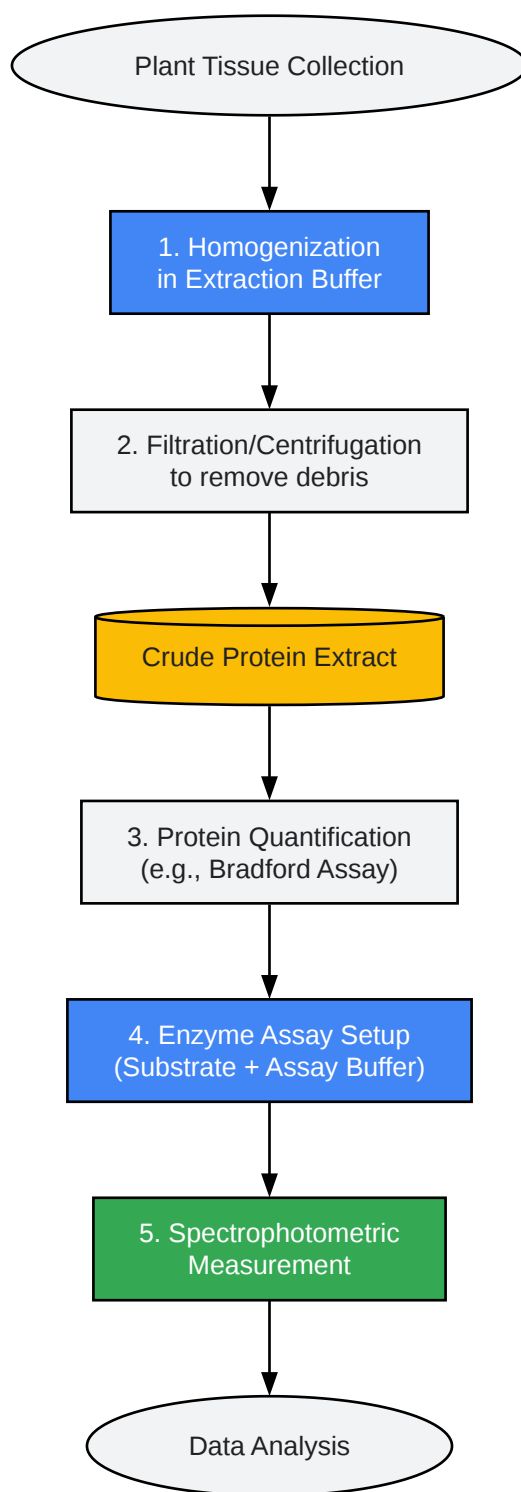 Plant Tissue Collection
1. Homogenization
in Extraction Buffer
2. Filtration/Centrifugation
to remove debris
Crude Protein Extract
3. Protein Quantification
(e.g., Bradford Assay)
4. Enzyme Assay Setup
(Substrate + Assay Buffer)
5. Spectrophotometric
Measurement
Data Analysis